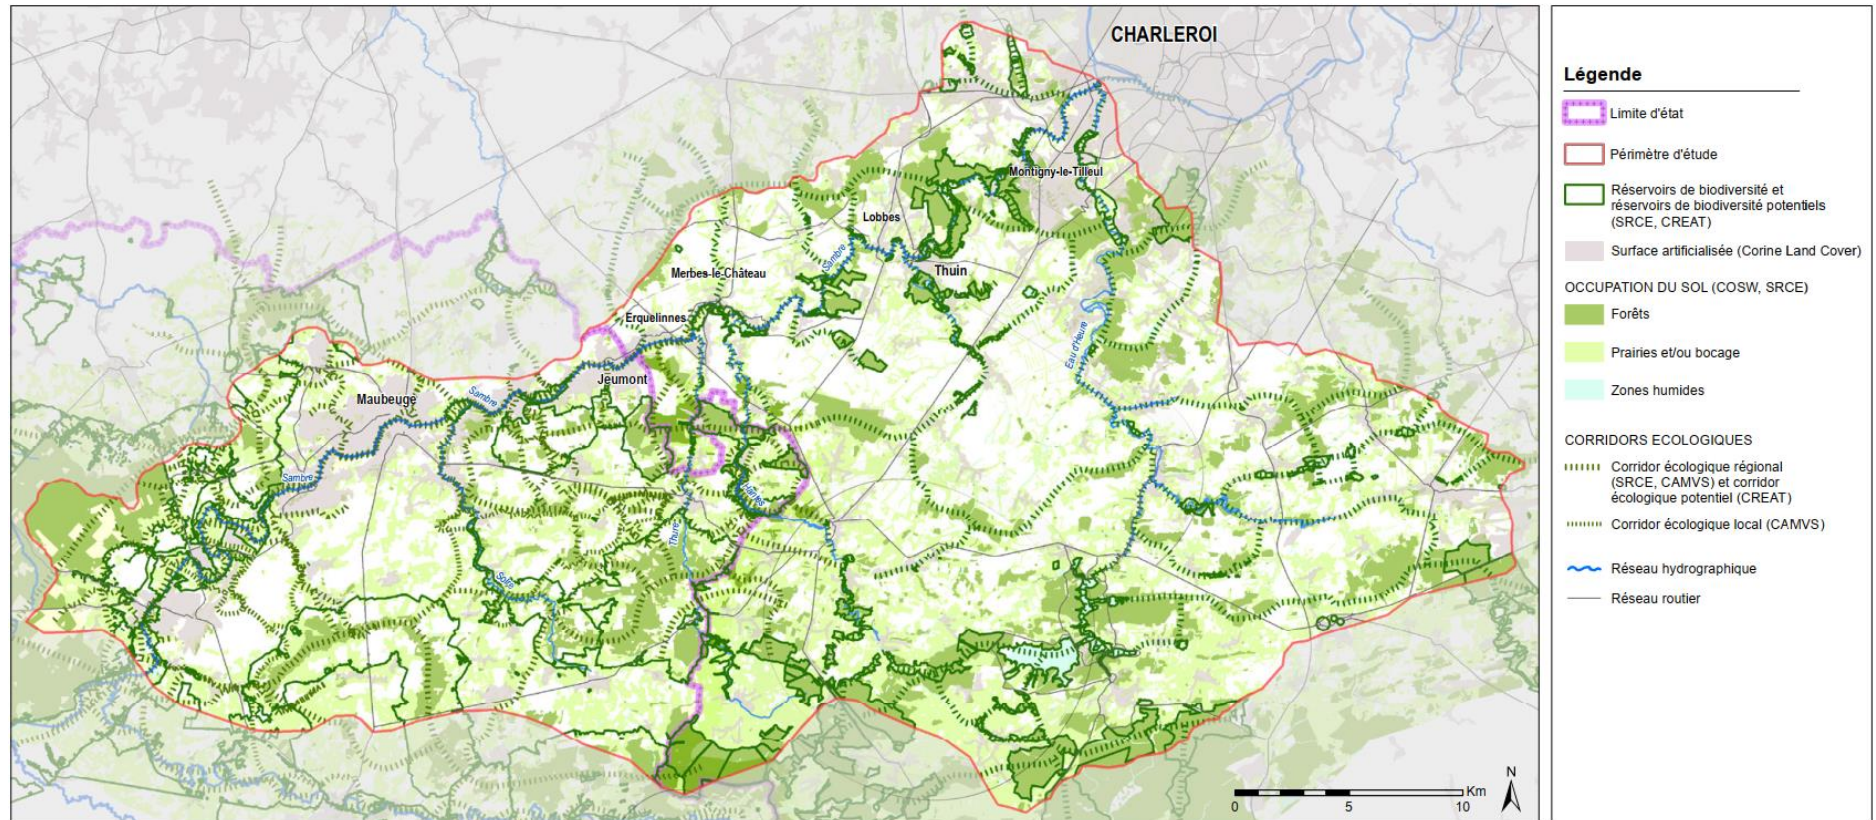 CHARLEROI
Montigny-le-Tilleul
Lobbes
Sambre
Thuin
Merbes-le-Château
Erquelinnes
Eau d'Heure
Jeumont
Sambre
Maubeuge
Sambre
Hantes
Thure
Solre
0 5 10 Km
N
Légende
Limite d'état
Périmètre d'étude
Réservoirs de biodiversité et
réservoirs de biodiversité potentiels
(SRCE, CREAT)
Surface artificialisée (Corine Land Cover)
OCCUPATION DU SOL (COSW, SRCE)
Forêts
Prairies et/ou bocage
Zones humides
CORRIDORS ECOLOGIQUES
Corridor écologique régional
(SRCE, CAMVS) et corridor
écologique potentiel (CREAT)
Corridor écologique local (CAMVS)
Réseau hydrographique
Réseau routier